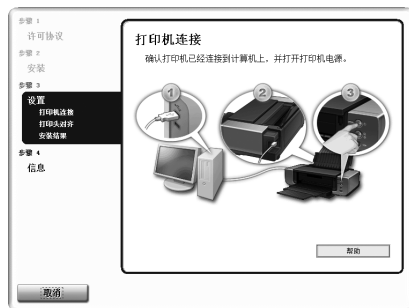 步骤 1
许可协议
步骤 2
安装
步骤 3
设置
打印机连接
打印头对齐
安装结果
步骤 4
信息
打印机连接
确认打印机已经连接到计算机上，并打开打印机电源。
1
2
3
帮助
取消